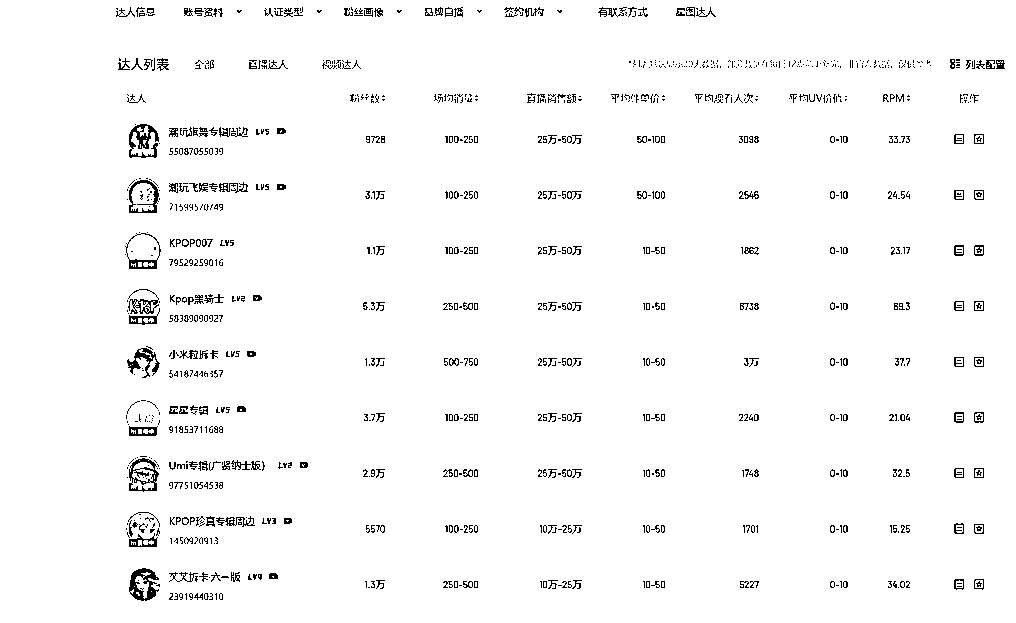 达人信息 账号资料 认证类型 粉丝画像 品牌自播 签约机构 有联系方式 星图达人
达人列表 全部 直播达人 视频达人 列表配置
达人 粉丝数 场均销量 直播销售额 平均件单价 平均观看人次 平均UV价值 RPM 操作
潮玩旗舞专辑周边 LV5
9728 100-250 25万-50万 50-100 3098 0-10 33.73
55087055039
潮玩飞娱专辑周边 LV5
3.1万 100-250 25万-50万 50-100 2546 0-10 24.54
71599570749
KPOP007 LV5
1.1万 100-250 25万-50万 10-50 1862 0-10 23.17
79529259016
Kpop黑骑士 LV2
5.3万 250-500 25万-50万 10-50 6738 0-10 69.3
58389090927
小米粒拆卡 LV5
1.3万 500-750 25万-50万 10-50 3万 0-10 37.7
54187446357
星星专辑 LV5
3.7万 100-250 25万-50万 10-50 2240 0-10 21.04
91853711688
Umi专辑(广贤纳士版) LV2
2.9万 250-500 25万-50万 10-50 1748 0-10 32.5
97751054538
KPOP珍真专辑周边 LV3
5570 100-250 10万-25万 10-50 1701 0-10 15.25
1450920913
艾艾拆卡六一版 LV4
1.3万 250-500 10万-25万 10-50 5227 0-10 34.02
23919440310